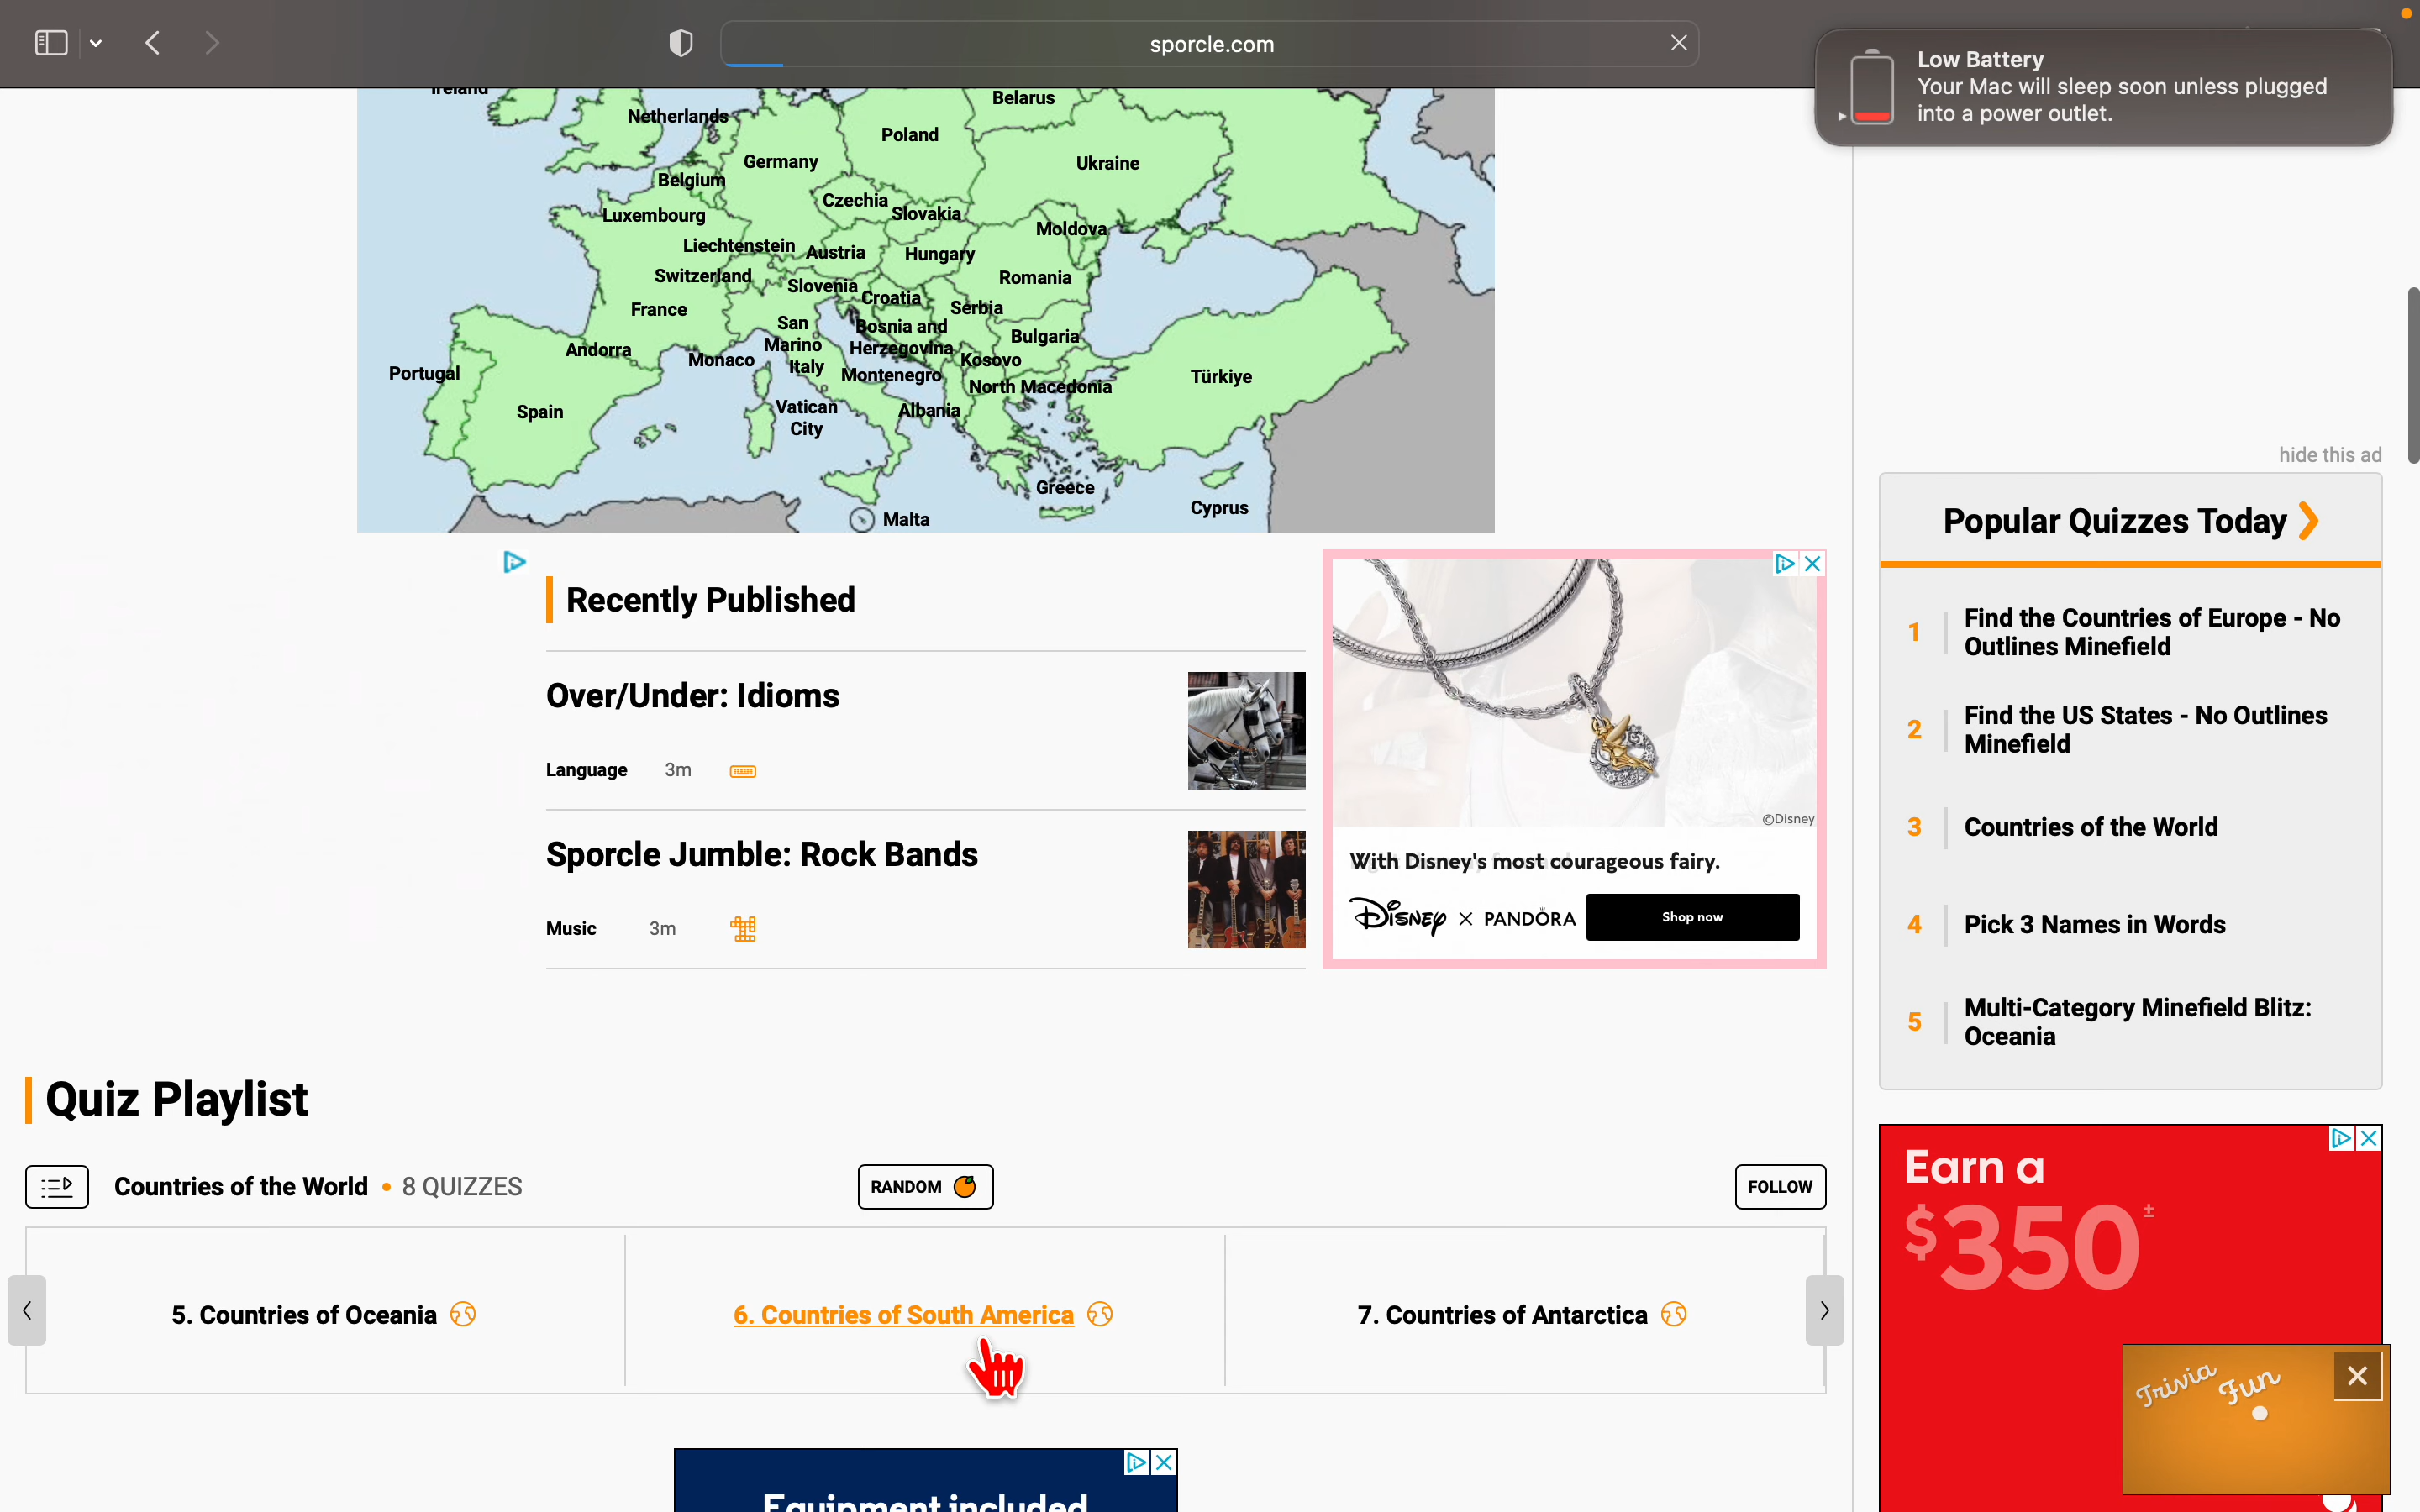 sporcle.com
Low Battery
Your Mac will sleep soon unless plugged
into a power outlet.
Ireland
Netherlands
Belarus
Poland
Germany
Ukraine
Belgium
Czechia
Slovakia
Luxembourg
Moldova
Liechtenstein
Austria
Hungary
Switzerland
Slovenia
Romania
Croatia
France
Serbia
San
Marino
Bosnia and
Herzegovina
Bulgaria
Andorra
Monaco
Italy
Kosovo
Portugal
Montenegro
North Macedonia
Türkiye
Spain
Vatican
City
Albania
Greece
Cyprus
Malta
hide this ad
Recently Published
Over/Under: Idioms
Language 3m
Sporcle Jumble: Rock Bands
Music 3m
©Disney
With Disney's most courageous fairy.
Disney × PANDÖRA
Shop now
Popular Quizzes Today
1 Find the Countries of Europe - No
Outlines Minefield
2 Find the US States - No Outlines
Minefield
3 Countries of the World
4 Pick 3 Names in Words
5 Multi-Category Minefield Blitz:
Oceania
Quiz Playlist
Countries of the World • 8 QUIZZES
RANDOM
FOLLOW
5. Countries of Oceania
6. Countries of South America
7. Countries of Antarctica
Earn a
$350±
Trivia Fun
Equipment included